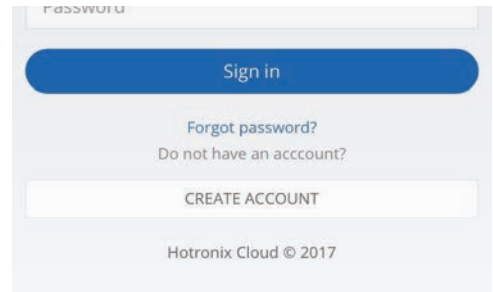 Password
Sign in
Forgot password?
Do not have an acccount?
CREATE ACCOUNT
Hotronix Cloud © 2017